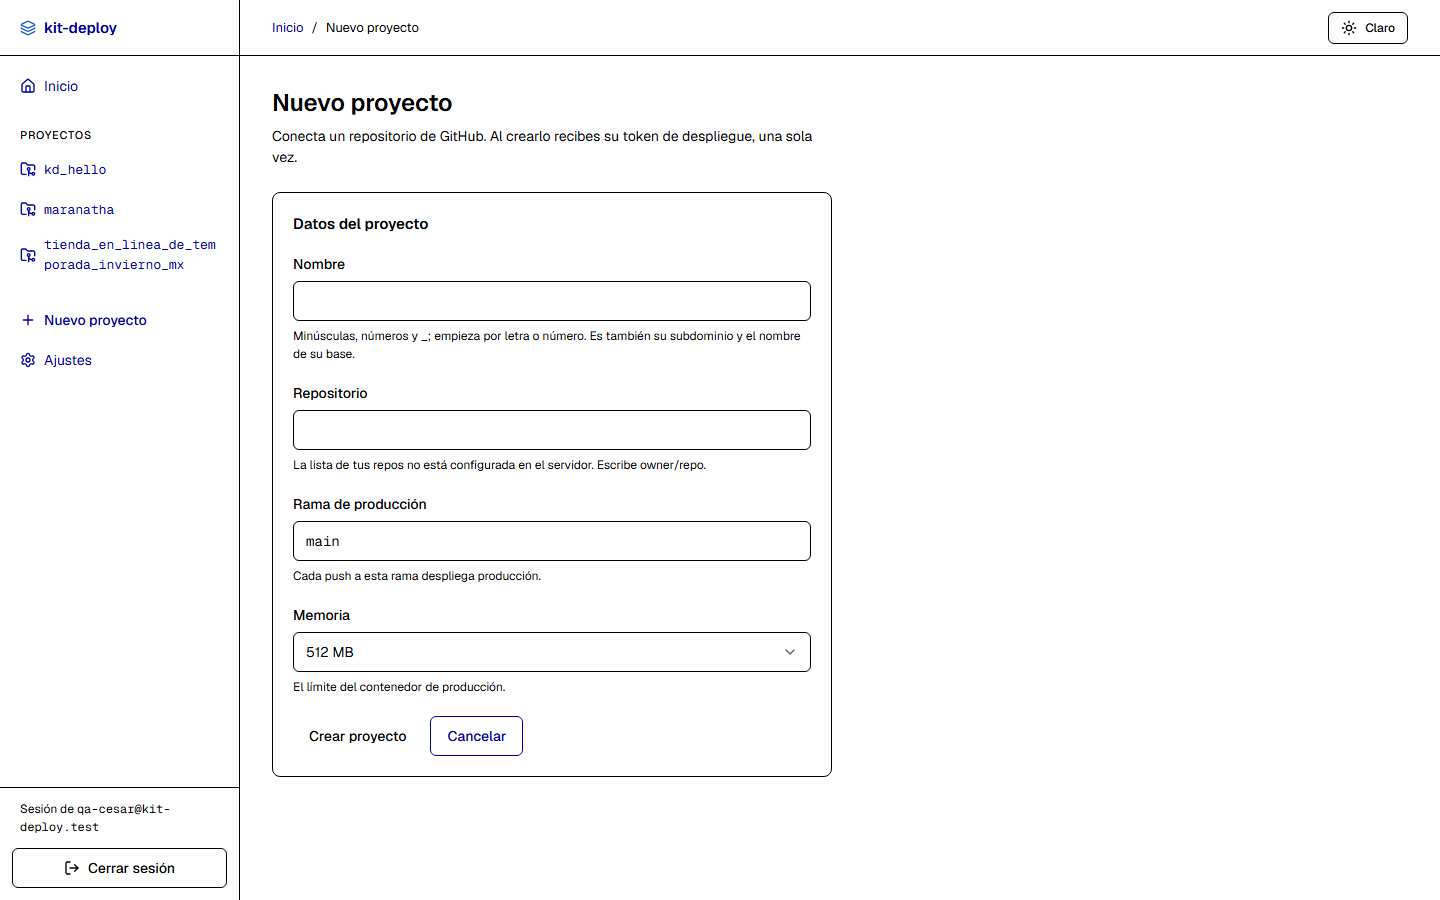 kit-deploy
Inicio / Nuevo proyecto
Claro
Inicio
PROYECTOS
kd_hello
maranatha
tienda_en_linea_de_tem
porada_invierno_mx
Nuevo proyecto
Ajustes
Sesión de qa-cesar@kit-
deploy.test
Cerrar sesión
Nuevo proyecto
Conecta un repositorio de GitHub. Al crearlo recibes su token de despliegue, una sola
vez.
Datos del proyecto
Nombre
Minúsculas, números y _; empieza por letra o número. Es también su subdominio y el nombre
de su base.
Repositorio
La lista de tus repos no está configurada en el servidor. Escribe owner/repo.
Rama de producción
main
Cada push a esta rama despliega producción.
Memoria
512 MB
El límite del contenedor de producción.
Crear proyecto
Cancelar